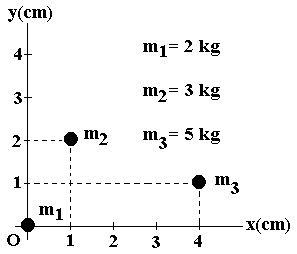 y(cm)
4
m1= 2 kg
3
m2= 3 kg
2
m2
m3= 5 kg
1
m3
m1
O
1
2
3
4
x(cm)